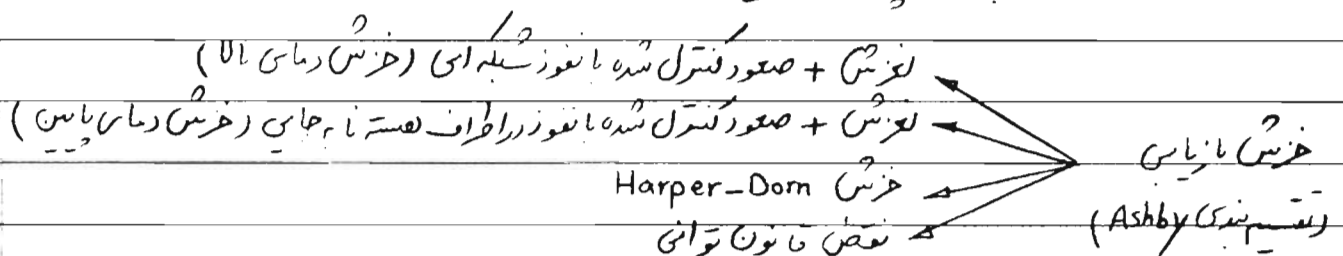 لغزش + صعود کنترل شده با نفوذ شبکه ای (خزش دمای بالا)
لغزش + صعود کنترل شده با نفوذ در اطراف هسته نابجایی (خزش دمای پایین)
خزش بازیابی
خزش Harper-Dorn
(تقسیم بندی Ashby)
نقض قانون توانی